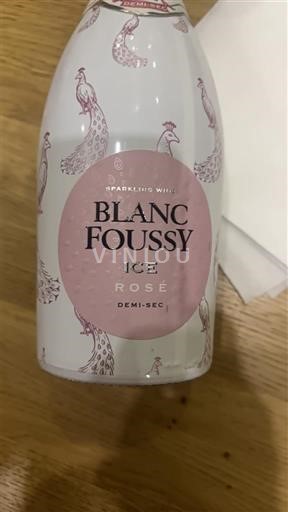 DEMI-SEC
SPARKLING WINE
BLANC
FOUSSY
VINIOU
ICE
ROSÉ
DEMI-SEC